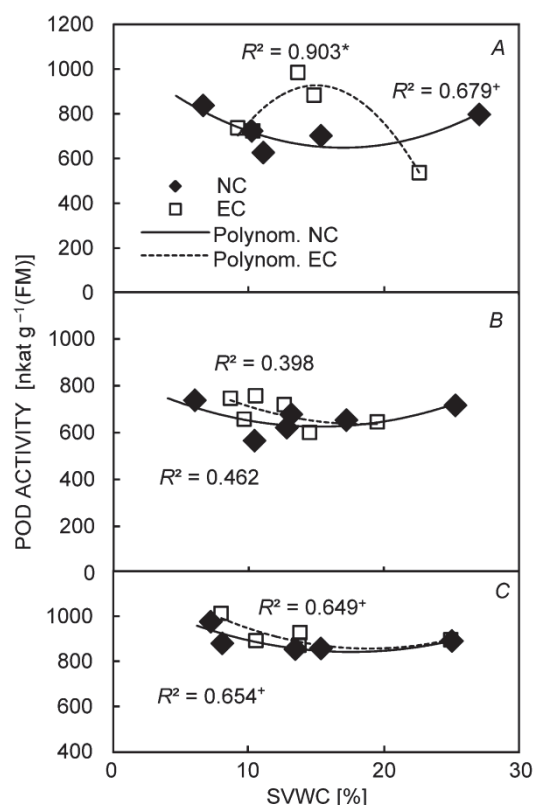 1200
A
R² = 0.903*
1000
R² = 0.679⁺
800
600
NC
400
EC
Polynom. NC
200
Polynom. EC
0
POD ACTIVITY [nkat g⁻¹(FM)]
B
1000
R² = 0.398
800
600
400
R² = 0.462
200
0
C
1000
R² = 0.649⁺
800
R² = 0.654⁺
600
400
0 10 20 30
SVWC [%]